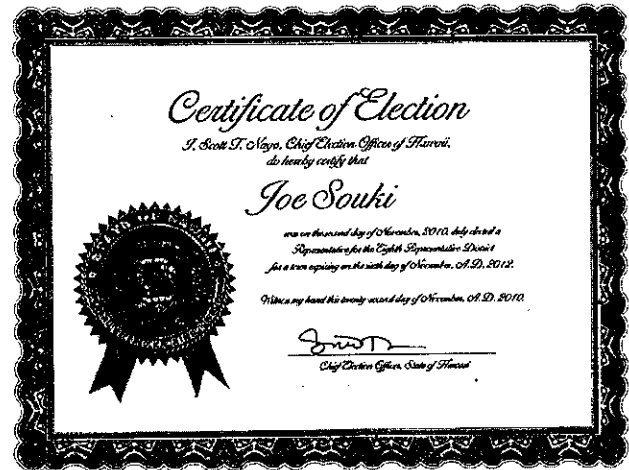 Certificate of Election
I, Scott T. Nago, Chief Election Officer of Hawaii,
do hereby certify that
Joe Souki
was on the second day of November, 2010, duly elected a
Representative for the Eighth Representative District
for a term expiring on the sixth day of November, A.D. 2012.
Witness my hand this twenty-second day of November, A.D. 2010.
Chief Election Officer, State of Hawaii